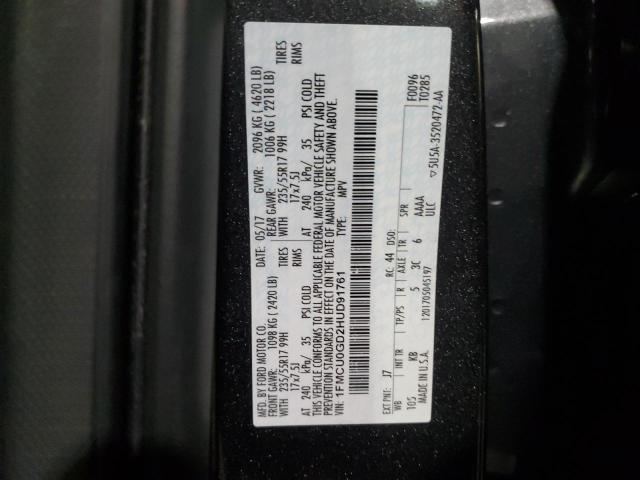 MFD. BY FORD MOTOR CO. DATE: 05/17 GVWR: 2096 KG ( 4620 LB)
FRONT GAWR: 1098 KG ( 2420 LB) REAR GAWR: 1006 KG ( 2218 LB)
WITH 235/55R17 99H TIRES WITH 235/55R17 99H TIRES
17x7.5J RIMS 17x7.5J RIMS
AT 240 kPa/ 35 PSI COLD AT 240 kPa/ 35 PSI COLD
THIS VEHICLE CONFORMS TO ALL APPLICABLE FEDERAL MOTOR VEHICLE SAFETY AND THEFT
PREVENTION STANDARDS IN EFFECT ON THE DATE OF MANUFACTURE SHOWN ABOVE.
VIN: 1FMCU0GD2HUD91761 MPV
F0096
T0285
EXT PNT: J7 RC: 44 DSO:
WB INT TR TP/PS R AXLE TR SPR
105 KB 5 3C 6 AAAA
ULC
MADE IN U.S.A. 1201705045197
▽5U5A-3520472-AA